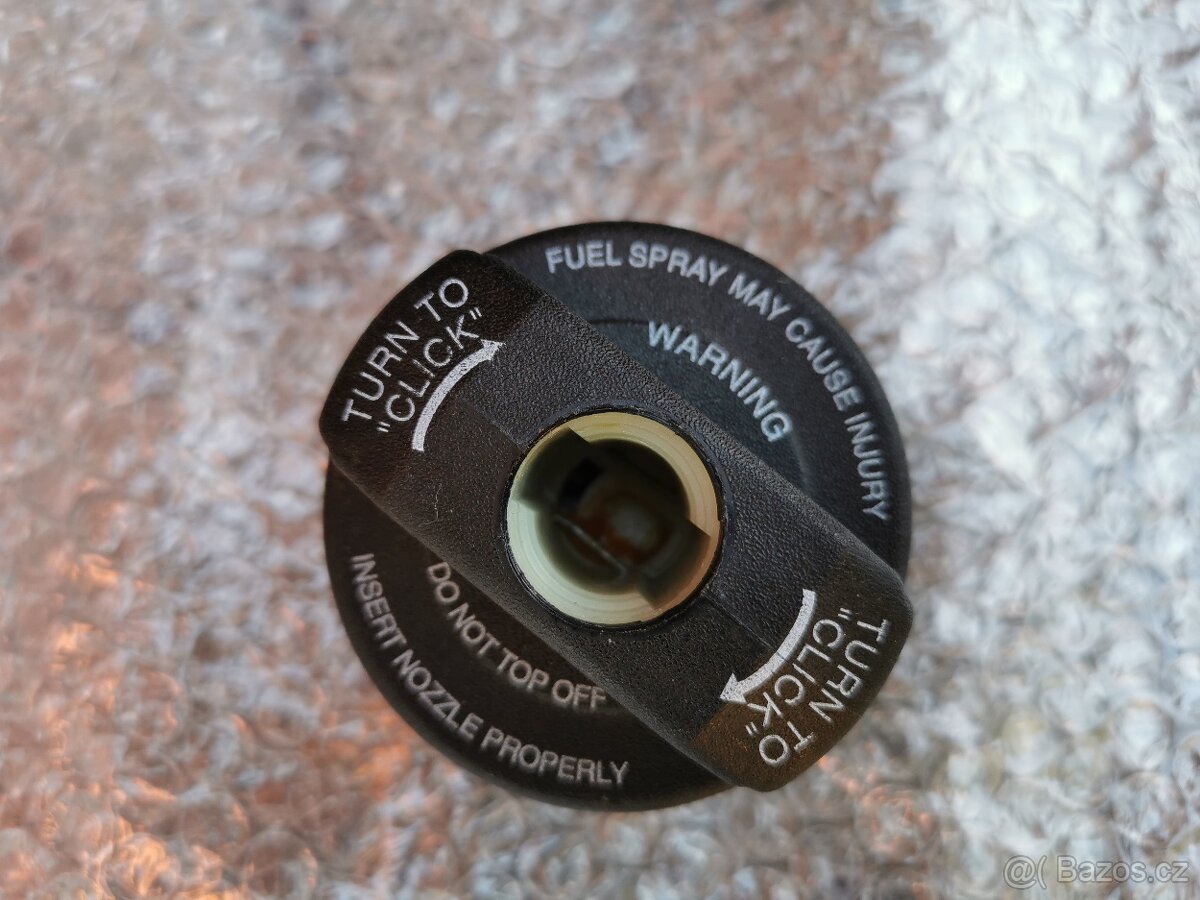 FUEL SPRAY MAY CAUSE INJURY
WARNING
TURN TO
"CLICK"
DO NOT TOP OFF
INSERT NOZZLE PROPERLY
TURN TO
"CLICK"
@( Bazos.cz